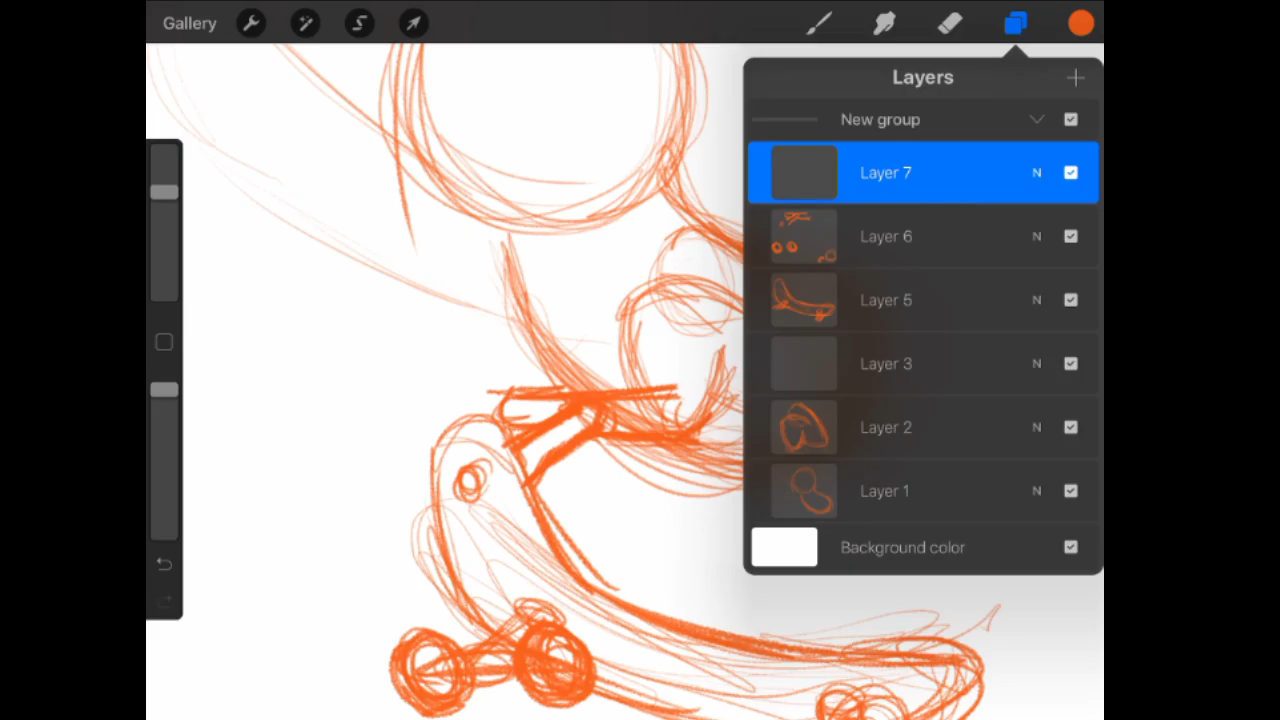 Gallery
Layers
New group
Layer 7 N
Layer 6 N
Layer 5 N
Layer 3 N
Layer 2 N
Layer 1 N
Background color